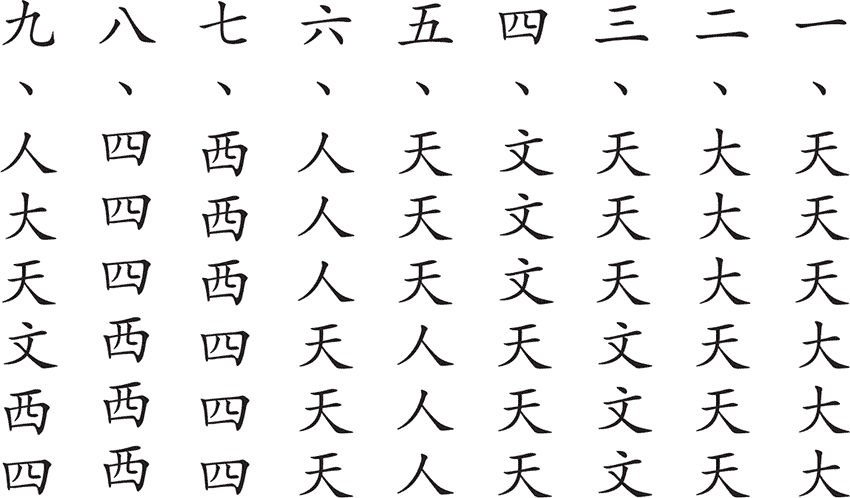 一、天天天大大大
二、大大大天天天
三、天天天文文文
四、文文文天天天
五、天天天人人人
六、人人人天天天
七、西西西四四四
八、四四四西西西
九、人大天文西四